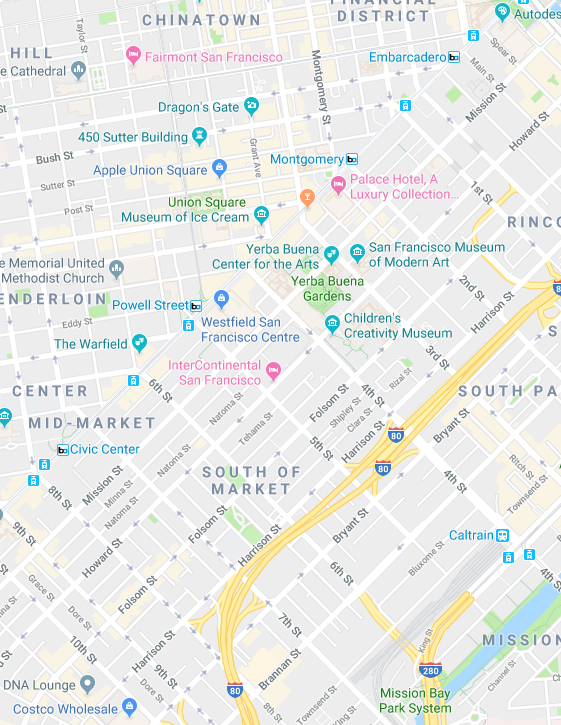 FINANCIAL
DISTRICT
Autodes
CHINATOWN
Taylor St
Spear St
HILL
Fairmont San Francisco
Embarcadero
Main St
e Cathedral
Montgomery St
Mission St
Dragon's Gate
Howard St
450 Sutter Building
Grant Ave
Bush St
Montgomery
Apple Union Square
Palace Hotel, A
Luxury Collection...
Sutter St
1st St
Union Square
Post St
Museum of Ice Cream
RINCO
Yerba Buena
Center for the Arts
San Francisco Museum
of Modern Art
e Memorial United
Methodist Church
Yerba Buena
Gardens
2nd St
ENDERLOIN
Powell Street
Harrison St
80
Eddy St
Westfield San
Francisco Centre
Children's
Creativity Museum
S
The Warfield
3rd St
InterContinental
San Francisco
Rizal St
CENTER
6th St
Folsom St
4th St
SOUTH PA
Natoma St
Shipley St
Clara St
MID-MARKET
Tehama St
Harrison St
80
Bryant St
Civic Center
5th St
Natoma St
80
Ritch St
Mission St
SOUTH OF
MARKET
4th St
Minna St
Natoma St
Townsend St
8th St
9th St
Folsom St
Bryant St
Caltrain
Howard St
Harrison St
Bluxome St
Grace St
6th St
4th St
Folsom St
Dore St
7th St
10th St
King St
MISSION
Harrison St
Brannan St
280
Channel St
DNA Lounge
Dore St
80
Mission Bay
Park System
Costco Wholesale
8th St
Townsend St